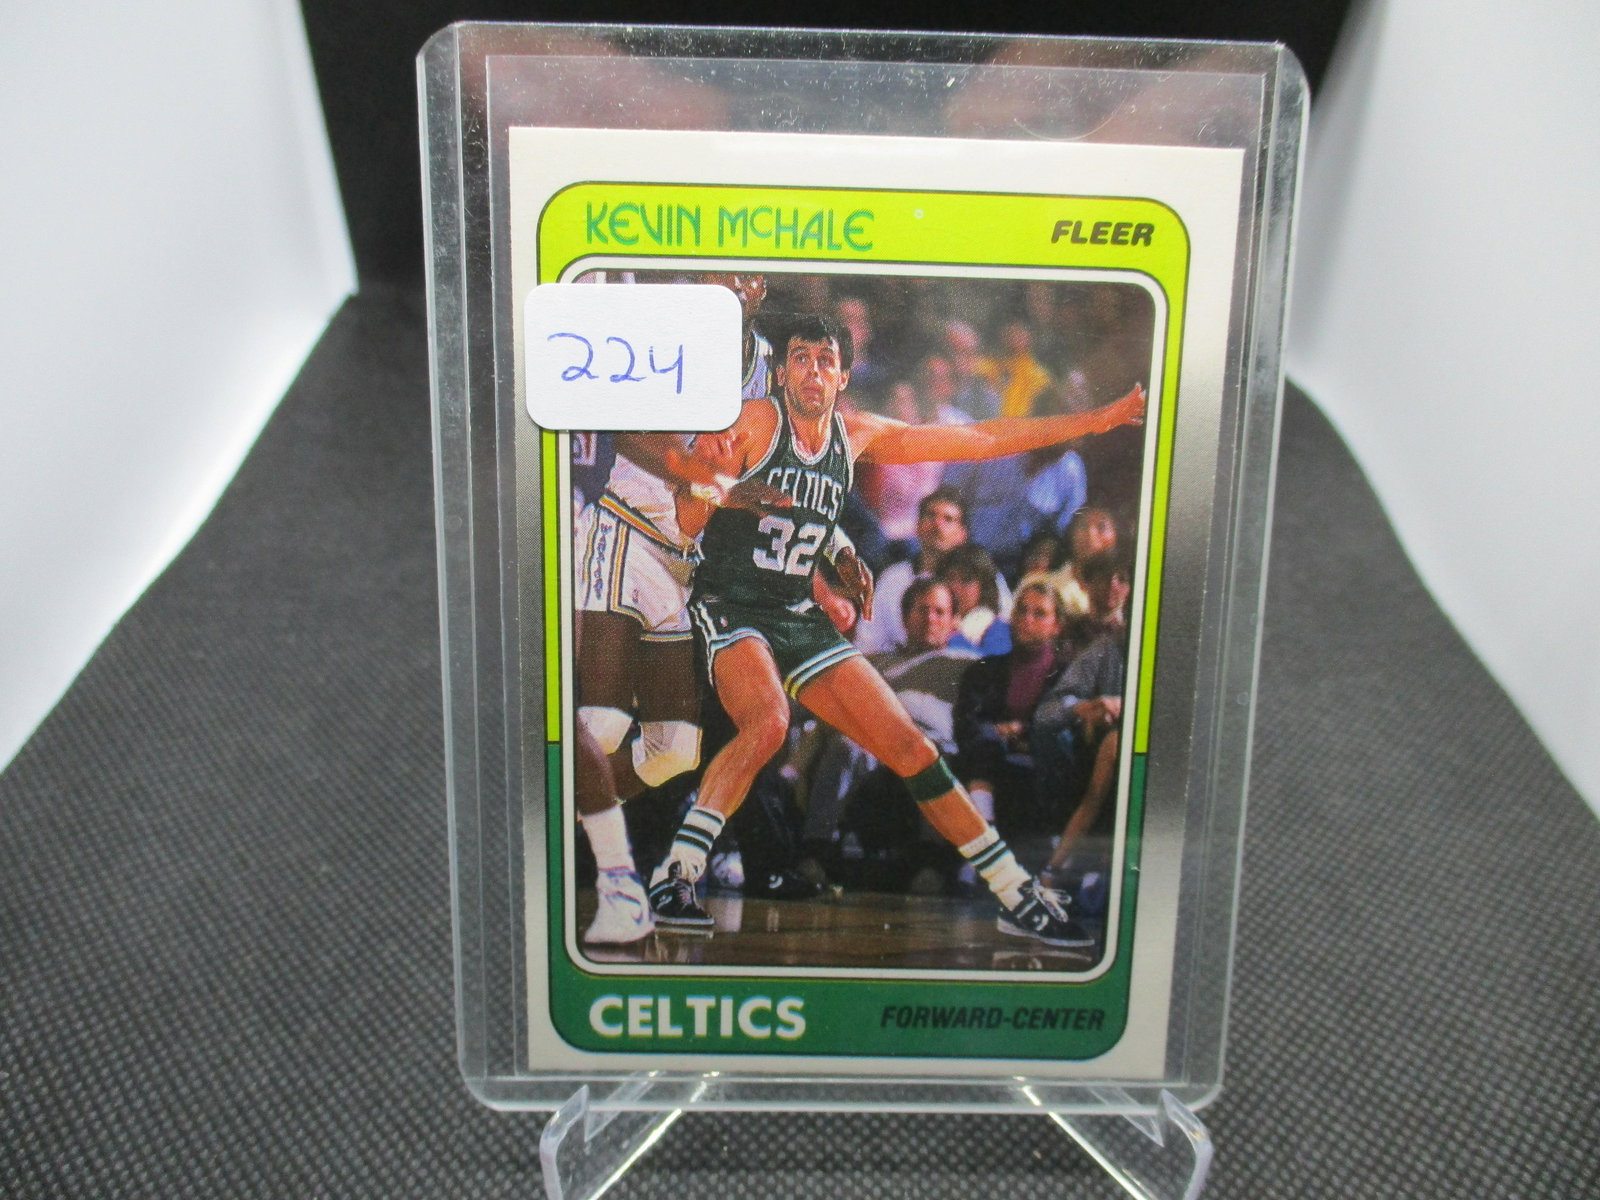 KEVIN McHALE FLEER
224
CELTICS
32
CELTICS FORWARD-CENTER